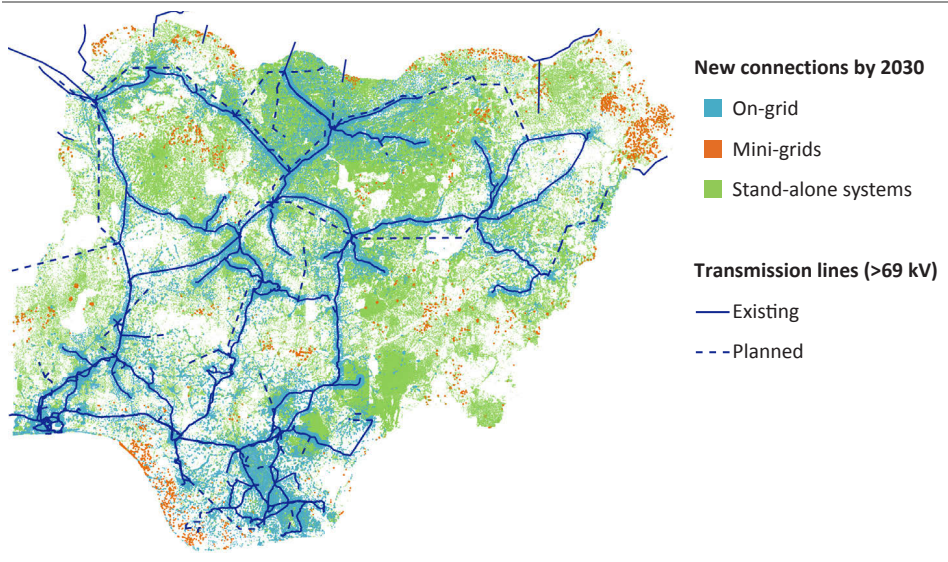 New connections by 2030
On-grid
Mini-grids
Stand-alone systems
Transmission lines (>69 kV)
Existing
Planned